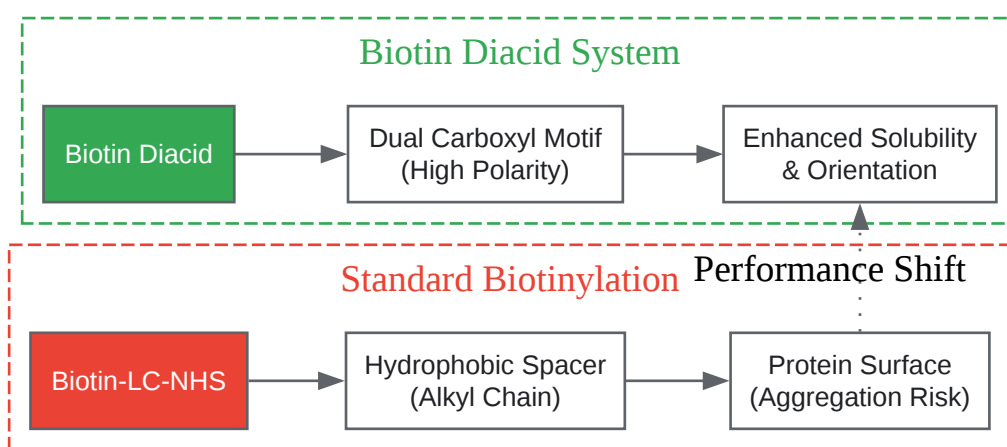 Biotin Diacid System
Biotin Diacid
Dual Carboxyl Motif
(High Polarity)
Enhanced Solubility
& Orientation
Standard Biotinylation
Performance Shift
Biotin-LC-NHS
Hydrophobic Spacer
(Alkyl Chain)
Protein Surface
(Aggregation Risk)